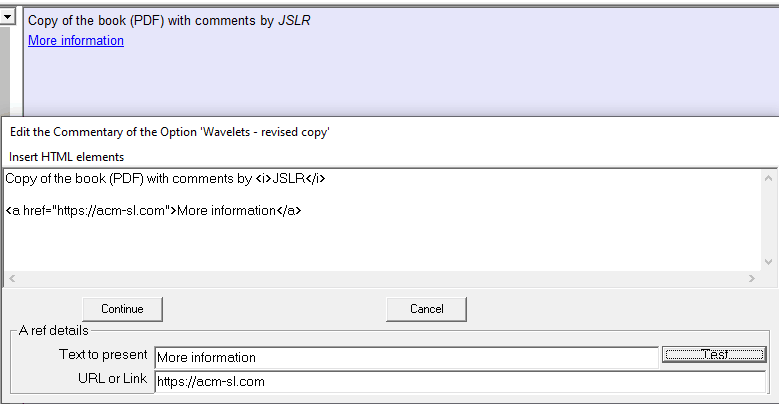 Copy of the book (PDF) with comments by JSLR
More information
Edit the Commentary of the Option 'Wavelets - revised copy'
Insert HTML elements
Copy of the book (PDF) with comments by <i>JSLR</i>
<a href="https://acm-sl.com">More information</a>
Continue Cancel
A ref details
Text to present More information Test
URL or Link https://acm-sl.com